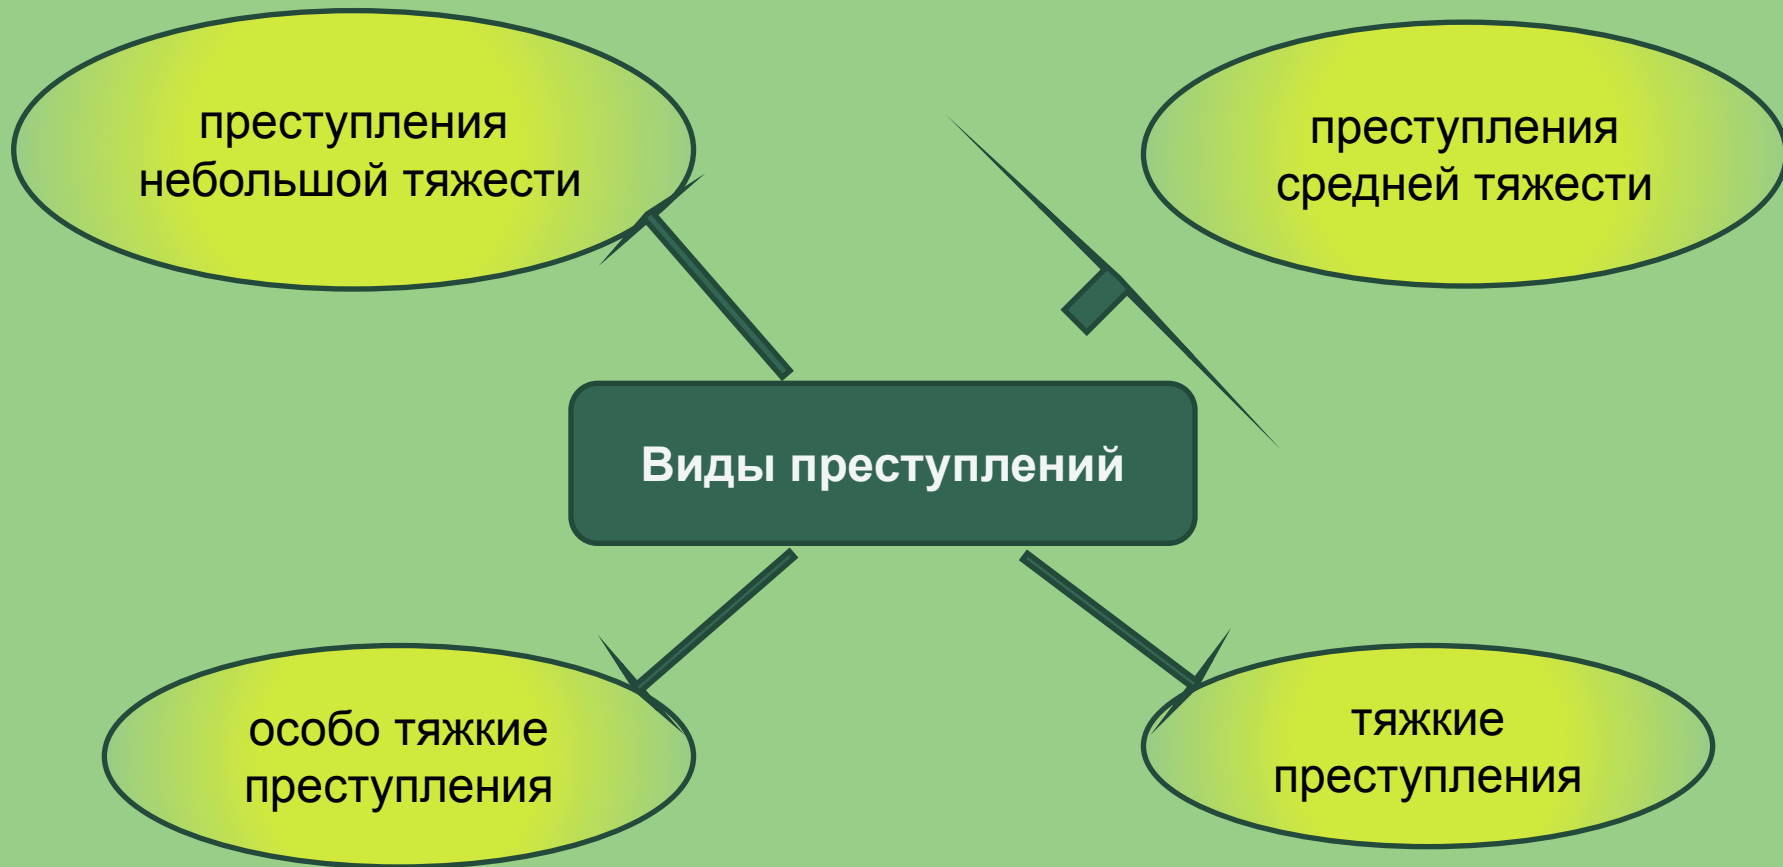 преступления
небольшой тяжести
преступления
средней тяжести
Виды преступлений
особо тяжкие
преступления
тяжкие
преступления